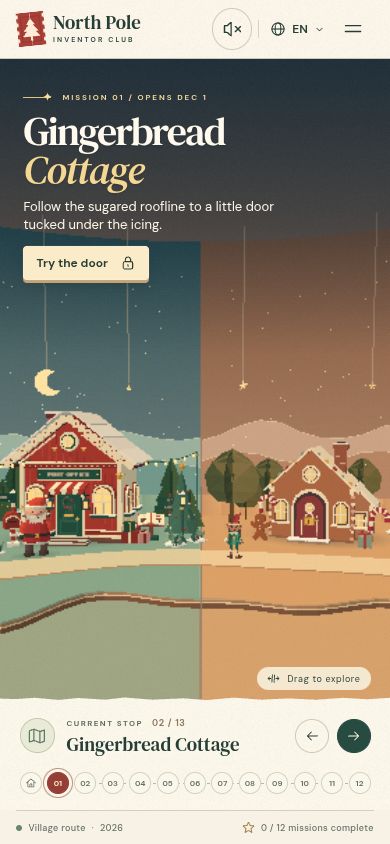 North Pole
INVENTOR CLUB
EN
MISSION 01 / OPENS DEC 1
Gingerbread
Cottage
Follow the sugared roofline to a little door
tucked under the icing.
Try the door
POST OFFICE
Drag to explore
CURRENT STOP 02 / 13
Gingerbread Cottage
01 02 03 04 05 06 07 08 09 10 11 12
Village route · 2026
0 / 12 missions complete